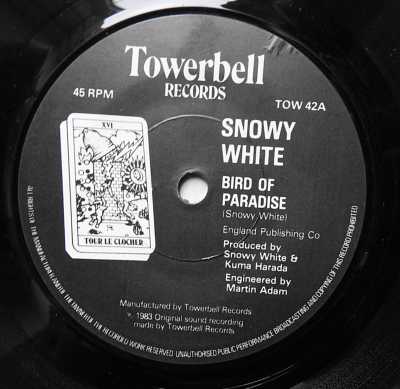 Towerbell
RECORDS
45 RPM
TOW 42A
XVI
TOUR LE CLOCHER
SNOWY
WHITE
BIRD OF
PARADISE
(Snowy White)
England Publishing Co
Produced by
Snowy White &
Kuma Harada
Engineered by
Martin Adam
Manufactured by Towerbell Records
1983 Original sound recording
made by Towerbell Records
ALL RIGHTS OF THE MANUFACTURER AND OF THE OWNER OF THE RECORDED WORK RESERVED. UNAUTHORISED PUBLIC PERFORMANCE BROADCASTING AND COPYING OF THIS RECORD PROHIBITED